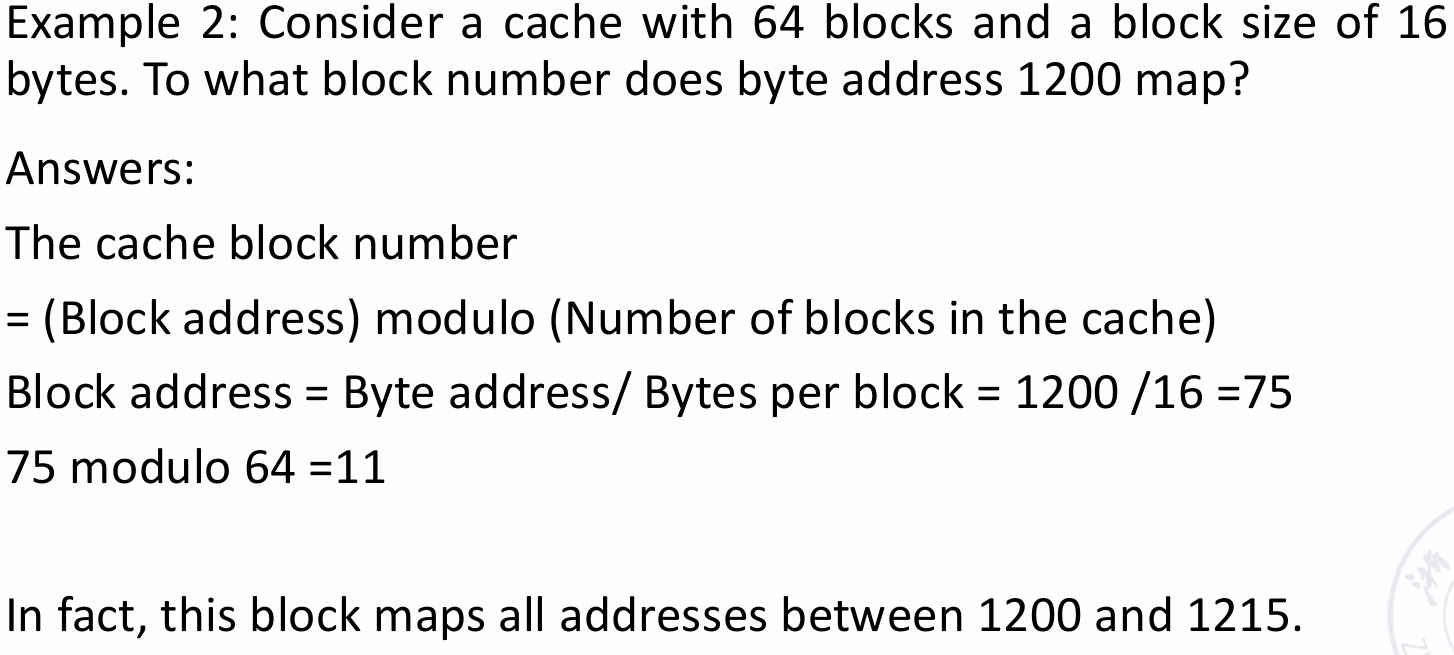 Example 2: Consider a cache with 64 blocks and a block size of 16
bytes. To what block number does byte address 1200 map?
Answers:
The cache block number
= (Block address) modulo (Number of blocks in the cache)
Block address = Byte address/ Bytes per block = 1200 /16 =75
75 modulo 64 =11
In fact, this block maps all addresses between 1200 and 1215.